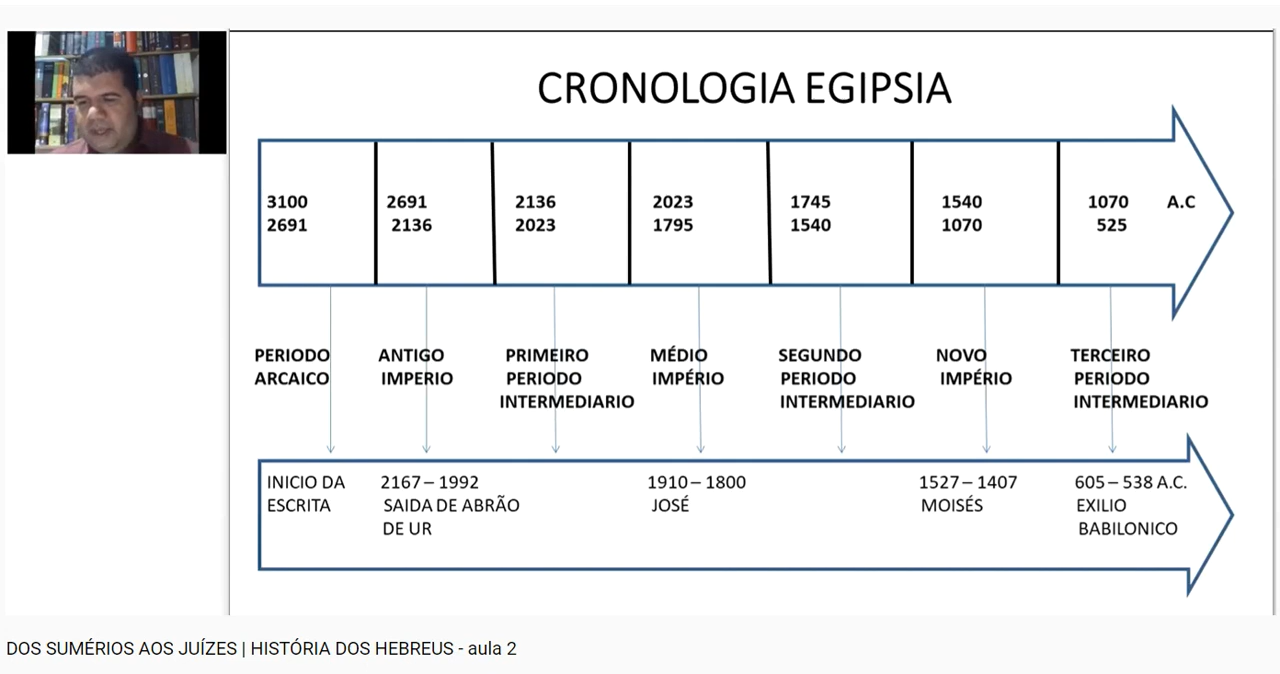 CRONOLOGIA EGIPSIA
3100
2691
2691
2136
2136
2023
2023
1795
1745
1540
1540
1070
1070
525
A.C
PERIODO
ARCAICO
ANTIGO
IMPERIO
PRIMEIRO
PERIODO
INTERMEDIARIO
MÉDIO
IMPÉRIO
SEGUNDO
PERIODO
INTERMEDIARIO
NOVO
IMPÉRIO
TERCEIRO
PERIODO
INTERMEDIARIO
INICIO DA
ESCRITA
2167 – 1992
SAIDA DE ABRÃO
DE UR
1910 – 1800
JOSÉ
1527 – 1407
MOISÉS
605 – 538 A.C.
EXILIO
BABILONICO
DOS SUMÉRIOS AOS JUÍZES | HISTÓRIA DOS HEBREUS - aula 2